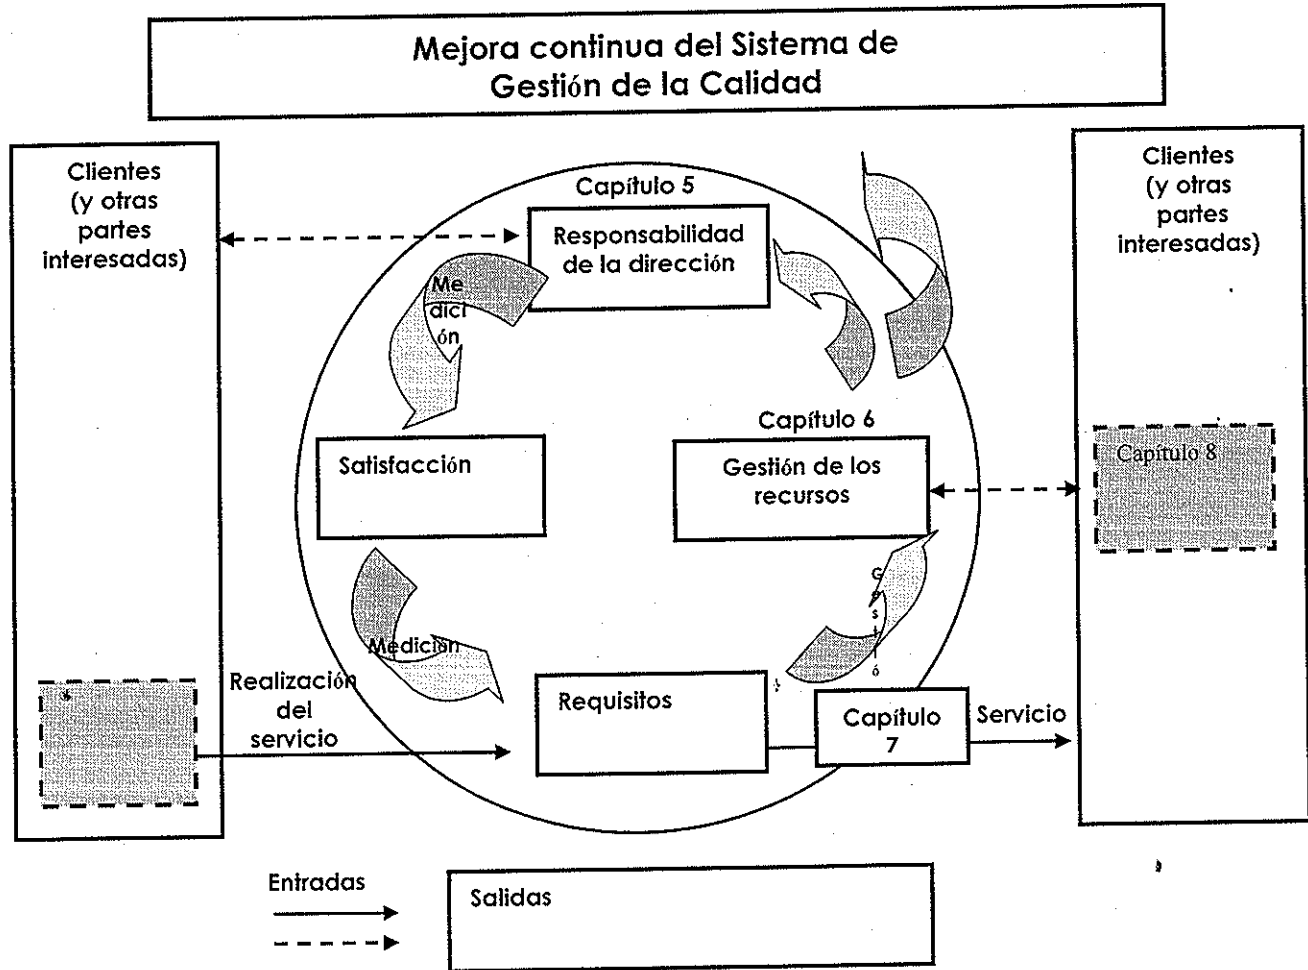 Mejora continua del Sistema de
Gestión de la Calidad
Clientes
(y otras
partes
interesadas)
Capítulo 5
Responsabilidad
de la dirección
Clientes
(y otras
partes
interesadas)
Me
dici
ón
Capítulo 6
Satisfacción
Gestión de los
recursos
Capítulo 8
G
e
s
t
i
ó
Medición
*
Realización
del
servicio
Requisitos
Capítulo
7
Servicio
Entradas
Salidas